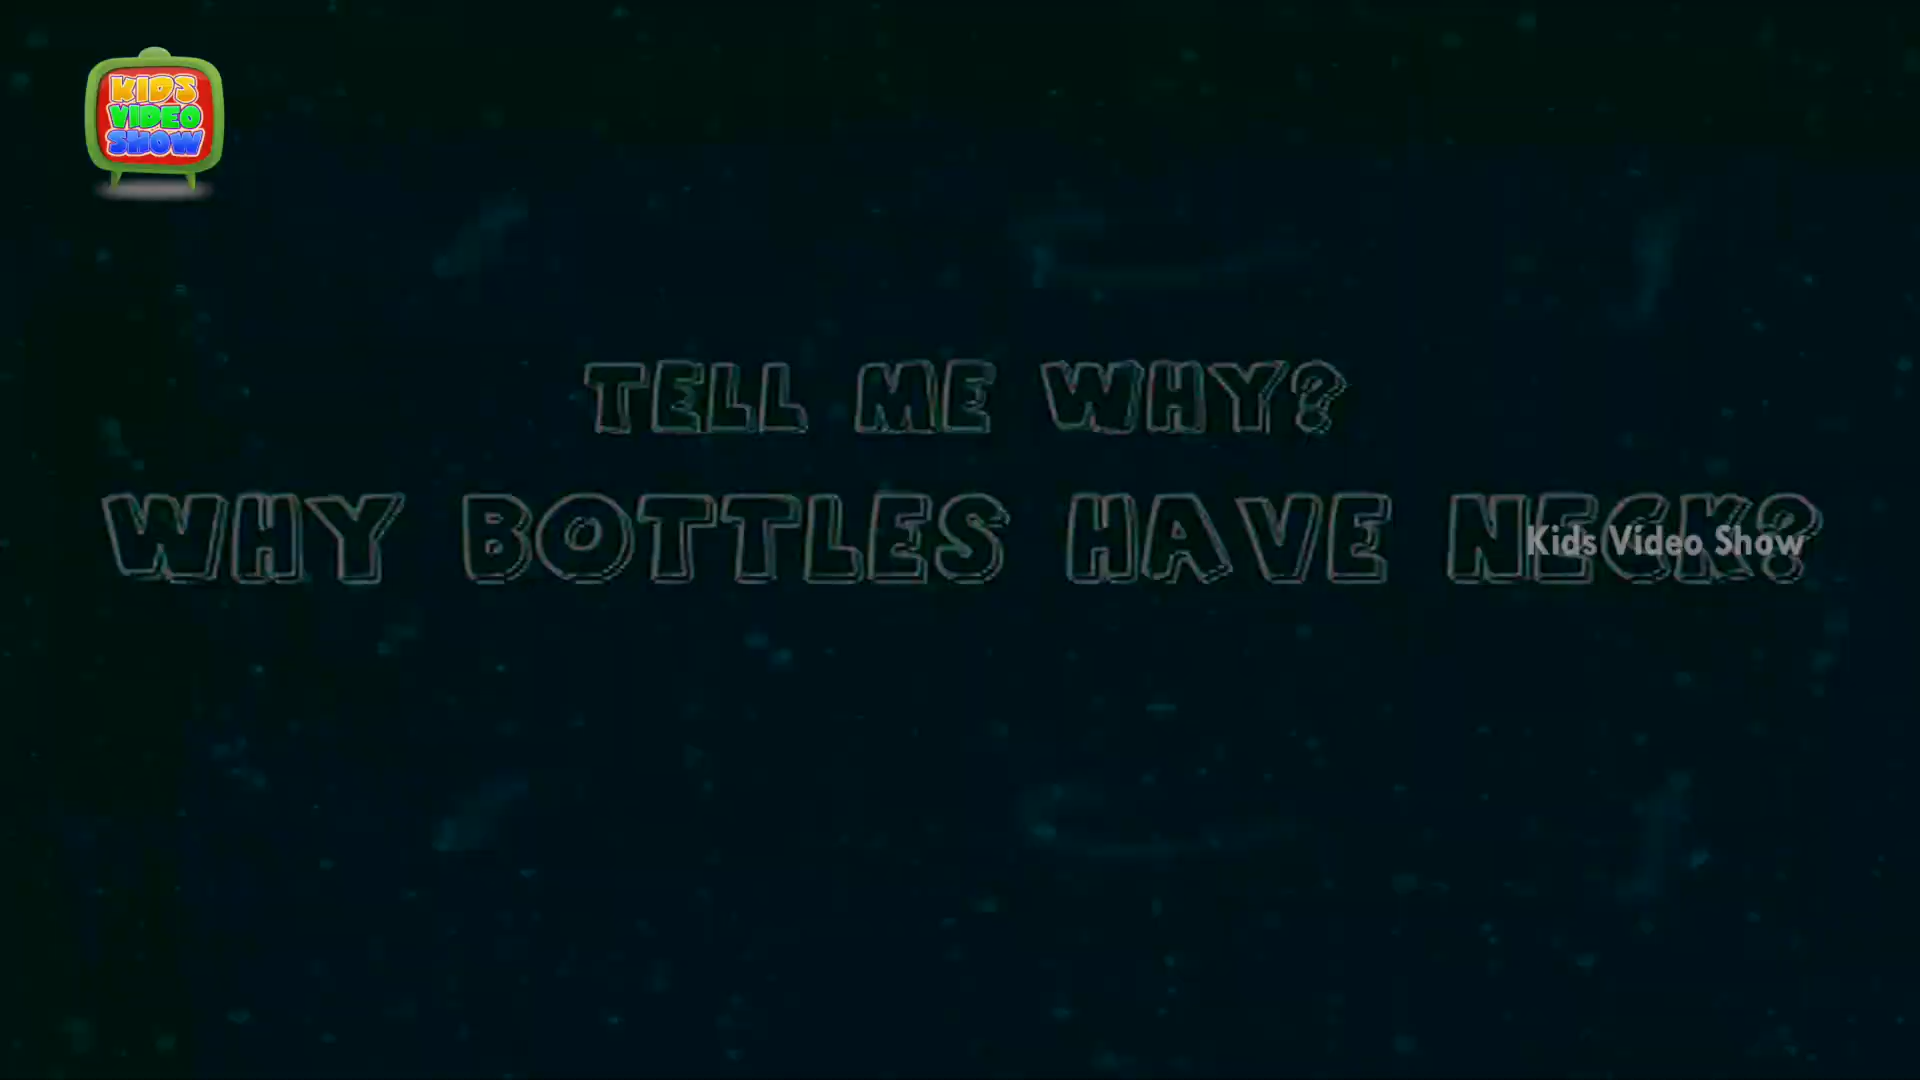 KIDS
VIDEO
SHOW
TELL ME WHY?
WHY BOTTLES HAVE NECK?
Kids Video Show